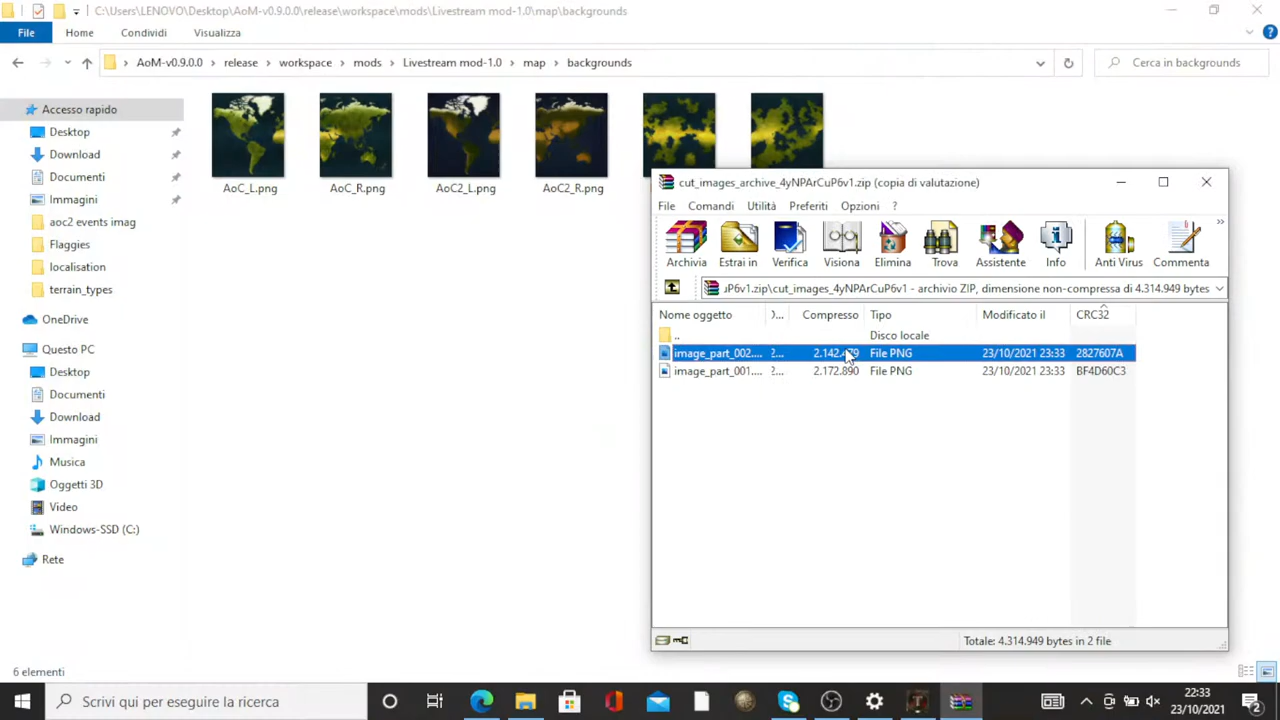 C:\Users\LENOVO\Desktop\AoM-v0.9.0.0\release\workspace\mods\Livestream mod-1.0\map\backgrounds
File Home Condividi Visualizza
AoM-v0.9.0.0 release workspace mods Livestream mod-1.0 map backgrounds
Cerca in backgrounds
Accesso rapido
Desktop
Download
Documenti
Immagini
aoc2 events imag
Flaggies
localisation
terrain_types
OneDrive
Questo PC
Desktop
Documenti
Download
Immagini
Musica
Oggetti 3D
Video
Windows-SSD (C:)
Rete
AoC_L.png AoC_R.png AoC2_L.png AoC2_R.png
cut_images_archive_4yNPArCuP6v1.zip (copia di valutazione)
File Comandi Utilità Preferiti Opzioni ?
Archivia Estrai in Verifica Visiona Elimina Trova Assistente Info Anti Virus Commenta
uP6v1.zip\cut_images_4yNPArCuP6v1 - archivio ZIP, dimensione non-compressa di 4.314.949 bytes
Nome oggetto Compresso Tipo Modificato il CRC32
.. Disco locale
image_part_002.... 2... File PNG 23/10/2021 23:33 2827607A
image_part_001.... 2... 2.172.890 File PNG 23/10/2021 23:33 BF4D60C3
Totale: 4.314.949 bytes in 2 file
6 elementi
Scrivi qui per eseguire la ricerca
22:33
23/10/2021
2